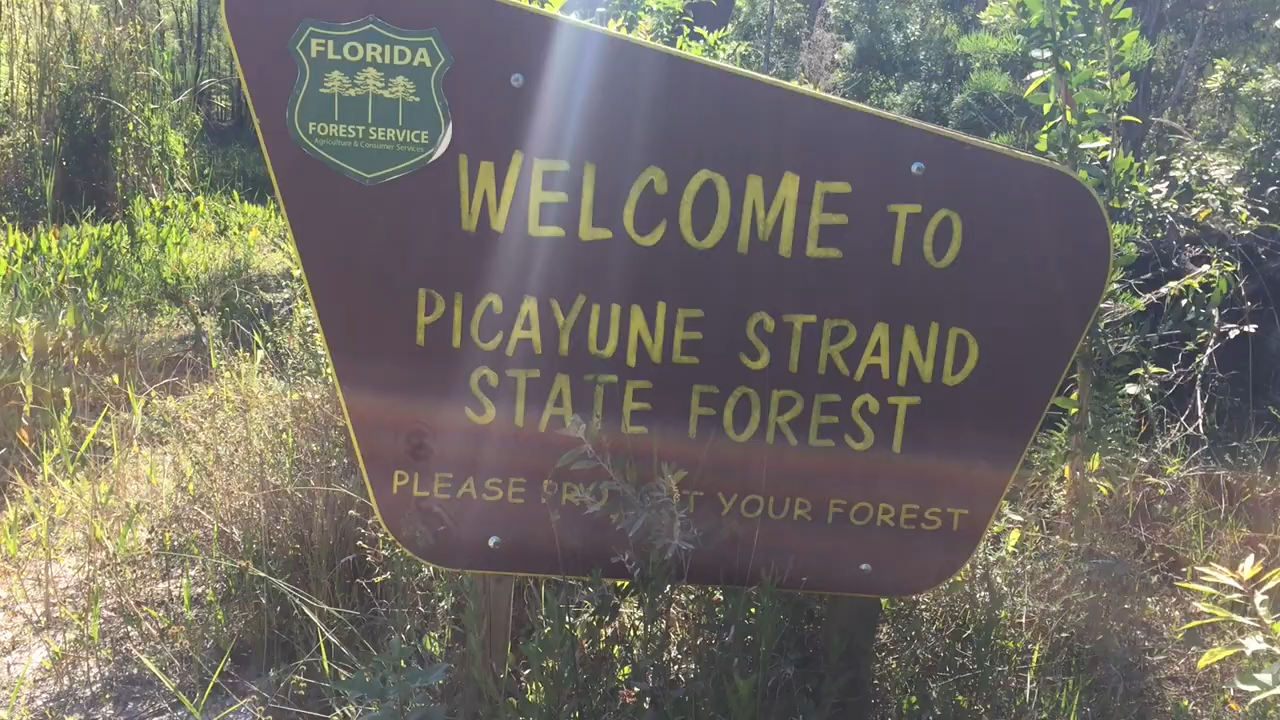 FLORIDA
FOREST SERVICE
Agriculture & Consumer Services
WELCOME TO
PICAYUNE STRAND
STATE FOREST
PLEASE YOUR FOREST